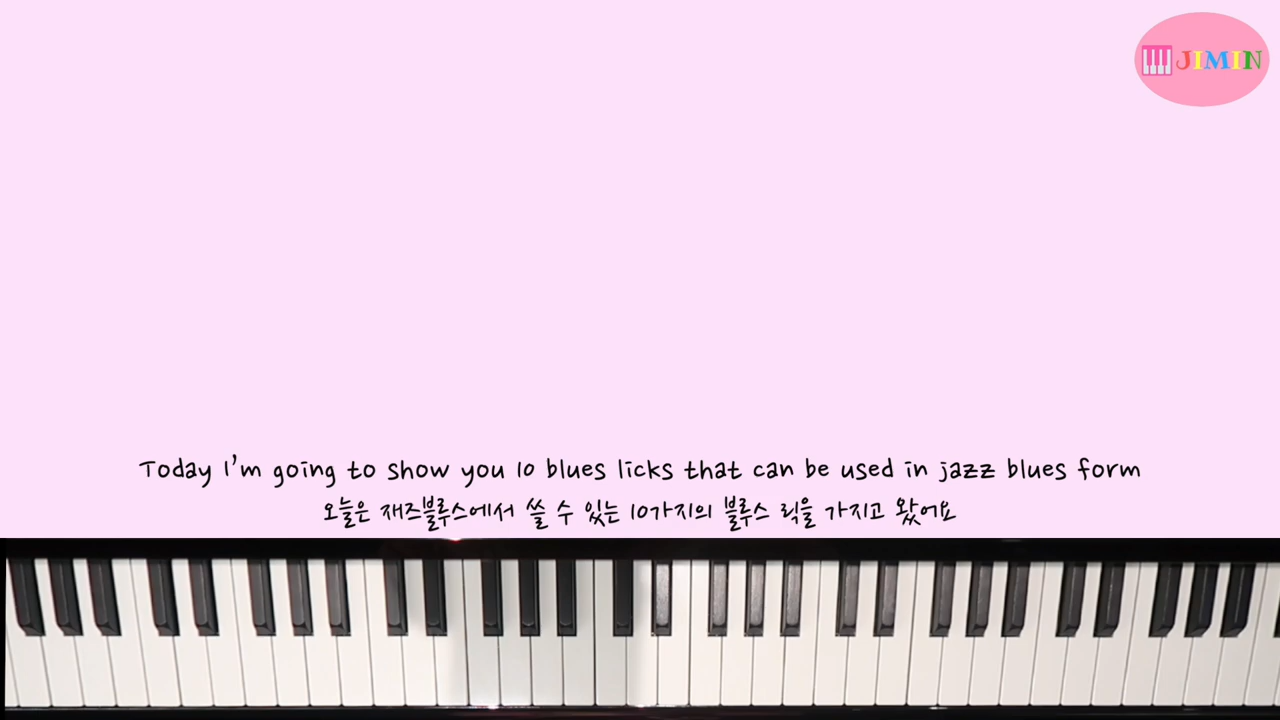 JIMIN
Today I'm going to show you 10 blues licks that can be used in jazz blues form
오늘은 재즈블루스에서 쓸 수 있는 10가지의 블루스 릭을 가지고 왔어요